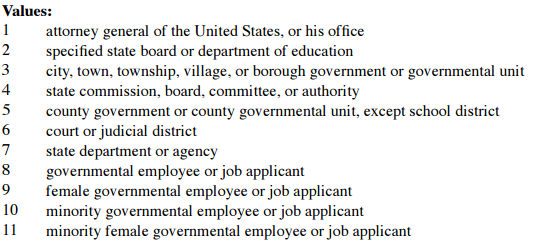 Values:
1 attorney general of the United States, or his office
2 specified state board or department of education
3 city, town, township, village, or borough government or governmental unit
4 state commission, board, committee, or authority
5 county government or county governmental unit, except school district
6 court or judicial district
7 state department or agency
8 governmental employee or job applicant
9 female governmental employee or job applicant
10 minority governmental employee or job applicant
11 minority female governmental employee or job applicant